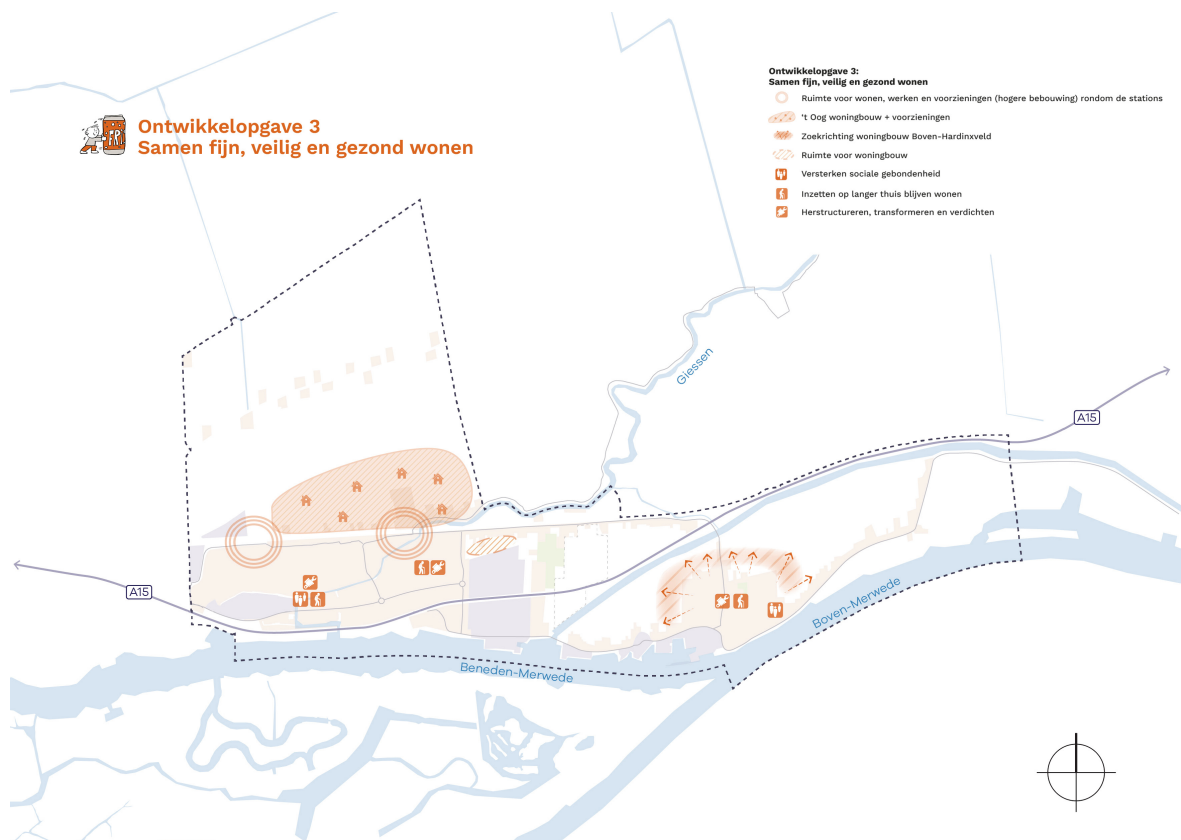 Ontwikkelopgave 3
Samen fijn, veilig en gezond wonen
Ontwikkelopgave 3:
Samen fijn, veilig en gezond wonen
Ruimte voor wonen, werken en voorzieningen (hogere bebouwing) rondom de stations
't Oog woningbouw + voorzieningen
Zoekrichting woningbouw Boven-Hardinxveld
Ruimte voor woningbouw
Versterken sociale gebondenheid
Inzetten op langer thuis blijven wonen
Herstructureren, transformeren en verdichten
Giessen
A15
A15
Boven-Merwede
Beneden-Merwede